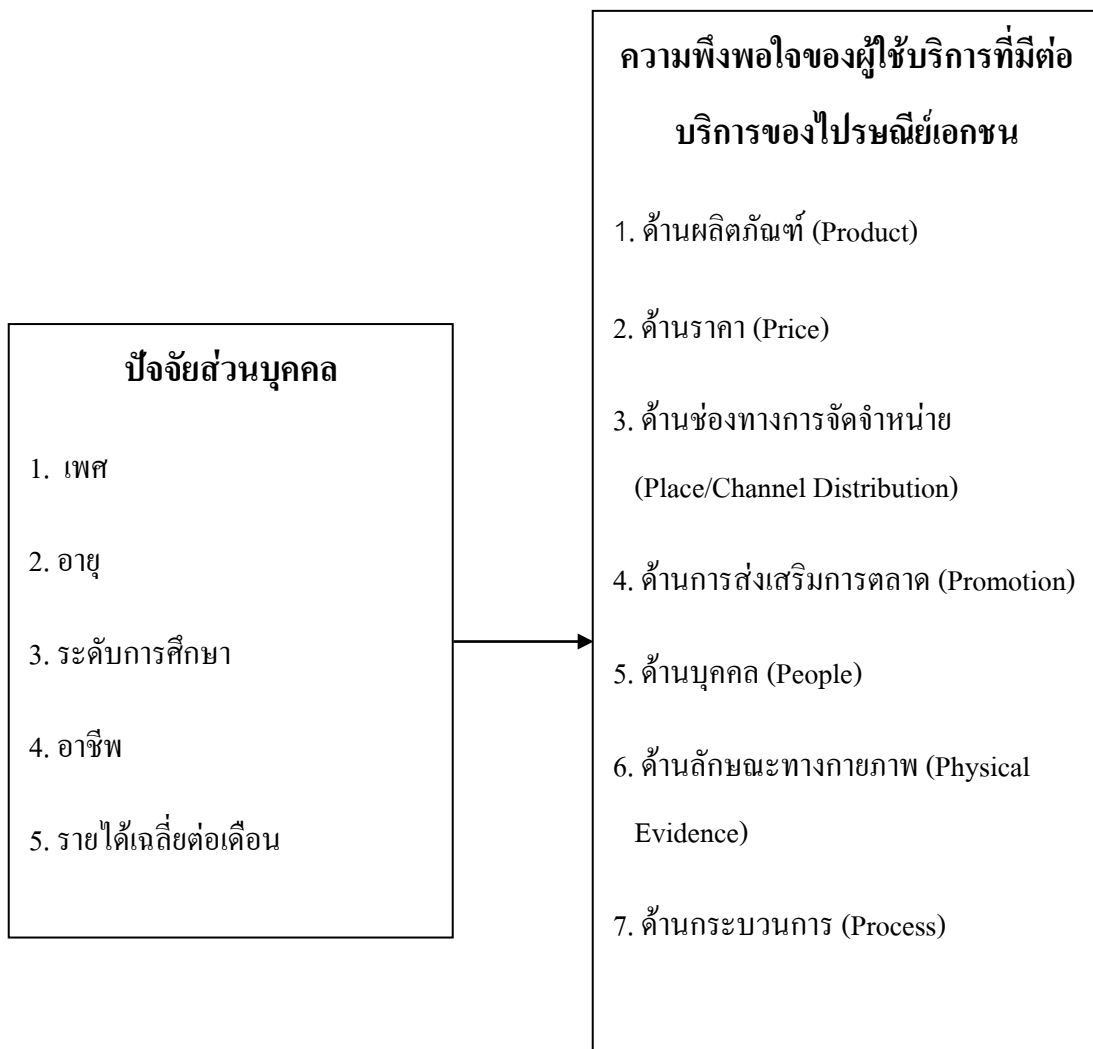 ปัจจัยส่วนบุคคล
1. เพศ
2. อายุ
3. ระดับการศึกษา
4. อาชีพ
5. รายได้เฉลี่ยต่อเดือน
ความพึงพอใจของผู้ใช้บริการที่มีต่อ
บริการของไปรษณีย์เอกชน
1. ด้านผลิตภัณฑ์ (Product)
2. ด้านราคา (Price)
3. ด้านช่องทางการจัดจำหน่าย
(Place/Channel Distribution)
4. ด้านการส่งเสริมการตลาด (Promotion)
5. ด้านบุคคล (People)
6. ด้านลักษณะทางกายภาพ (Physical
Evidence)
7. ด้านกระบวนการ (Process)